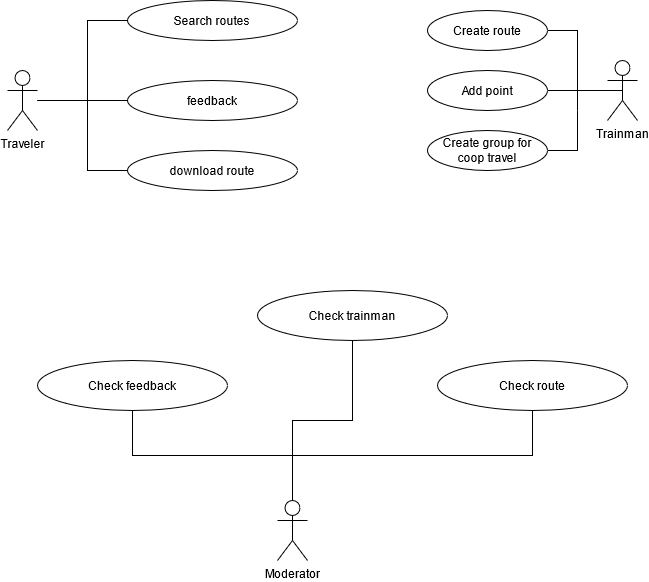 Search routes
feedback
download route
Traveler
Create route
Add point
Create group for
coop travel
Trainman
Check trainman
Check feedback
Check route
Moderator